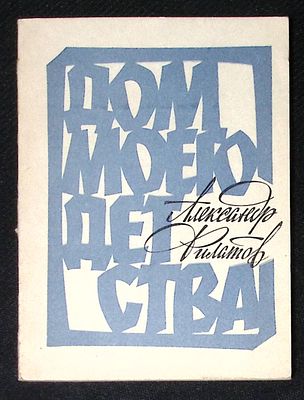 ДОМ
МОЕГО
ДЕТ
СТВА
Александр
Филатов